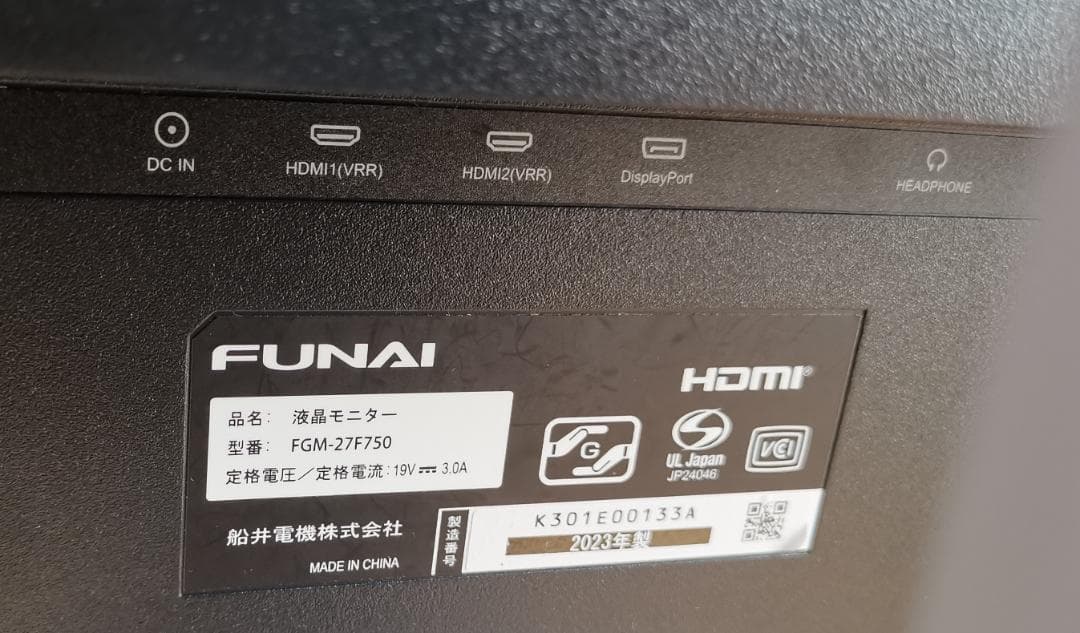 DC IN
HDMI1(VRR)
HDMI2(VRR)
DisplayPort
HEADPHONE
FUNAI
HDMI®
品名: 液晶モニター
型番: FGM-27F750
定格電圧/定格電流:19V⎓3.0A
G
S
UL Japan
JP24046
VCI
船井電機株式会社
MADE IN CHINA
製造番号
K301E00133A
2023年製